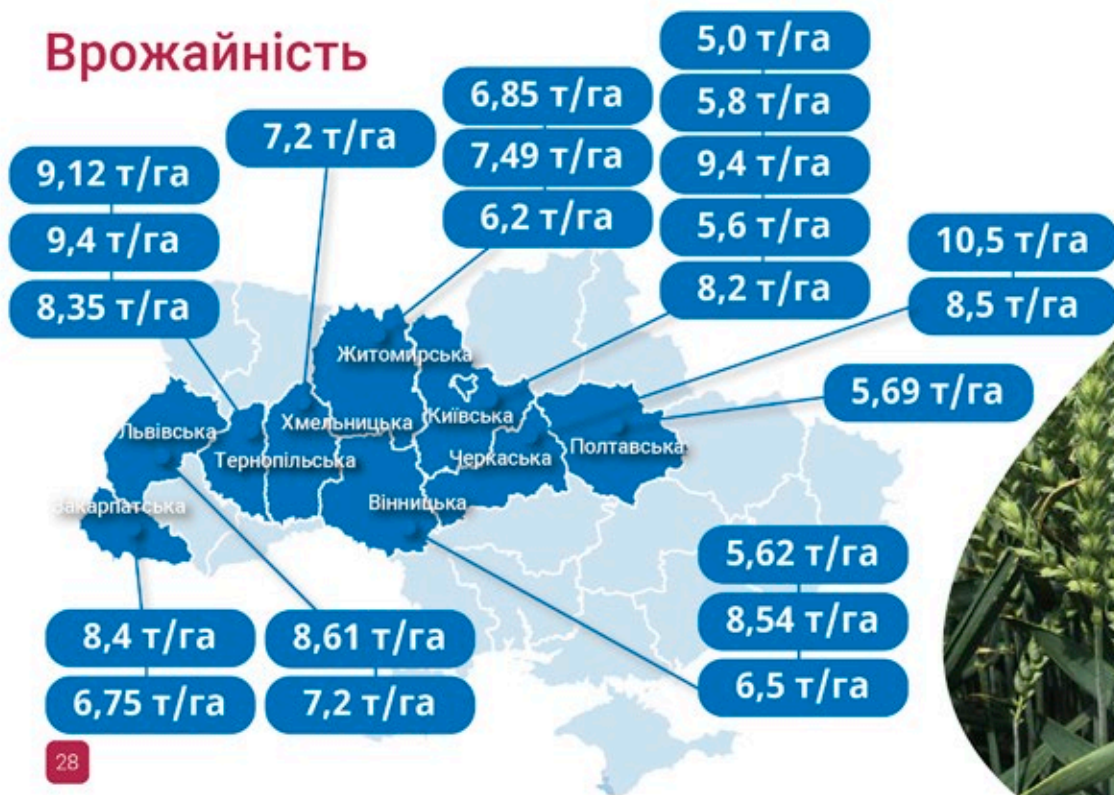 Врожайність
9,12 т/га
9,4 т/га
8,35 т/га
7,2 т/га
6,85 т/га
7,49 т/га
6,2 т/га
5,0 т/га
5,8 т/га
9,4 т/га
5,6 т/га
8,2 т/га
10,5 т/га
8,5 т/га
5,69 т/га
Житомирська
Львівська
Хмельницька
Київська
Тернопільська
Черкаська
Полтавська
Закарпатська
Вінницька
5,62 т/га
8,54 т/га
6,5 т/га
8,4 т/га
6,75 т/га
8,61 т/га
7,2 т/га
28